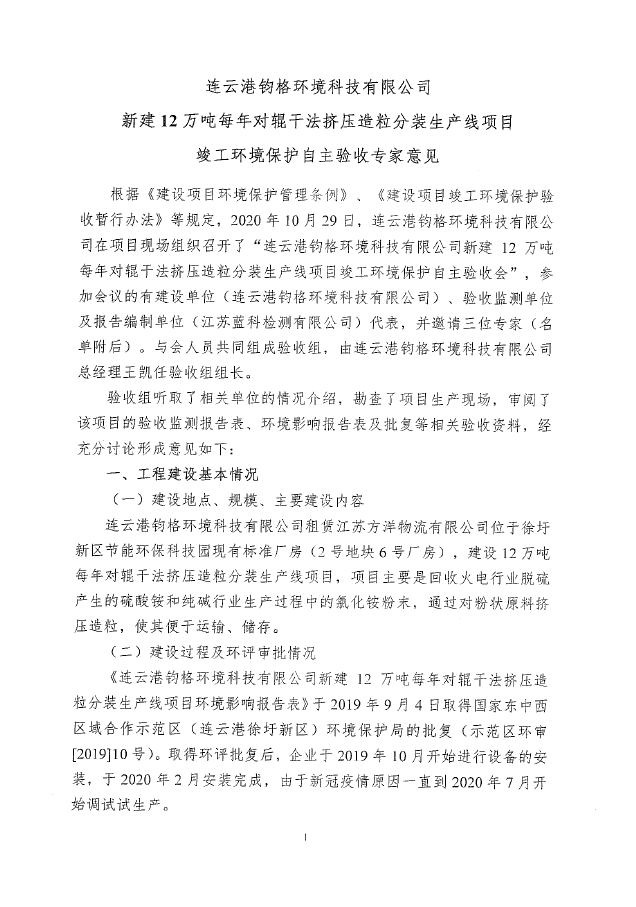 连云港钧格环境科技有限公司
新建 12 万吨每年对辊干法挤压造粒分装生产线项目
竣工环境保护自主验收专家意见
根据《建设项目环境保护管理条例》、《建设项目竣工环境保护验
收暂行办法》等规定，2020 年 10 月 29 日，连云港钧格环境科技有限公
司在项目现场组织召开了“连云港钧格环境科技有限公司新建 12 万吨
每年对辊干法挤压造粒分装生产线项目竣工环境保护自主验收会”，参
加会议的有建设单位（连云港钧格环境科技有限公司）、验收监测单位
及报告编制单位（江苏蓝科检测有限公司）代表，并邀请三位专家（名
单附后）。与会人员共同组成验收组，由连云港钧格环境科技有限公司
总经理王凯任验收组组长。
验收组听取了相关单位的情况介绍，勘查了项目生产现场，审阅了
该项目的验收监测报告表、环境影响报告表及批复等相关验收资料，经
充分讨论形成意见如下：
一、工程建设基本情况
（一）建设地点、规模、主要建设内容
连云港钧格环境科技有限公司租赁江苏方洋物流有限公司位于徐圩
新区节能环保科技园现有标准厂房（2 号地块 6 号厂房），建设 12 万吨
每年对辊干法挤压造粒分装生产线项目，项目主要是回收火电行业脱硫
产生的硫酸铵和纯碱行业生产过程中的氯化铵粉末，通过对粉状原料挤
压造粒，使其便于运输、储存。
（二）建设过程及环评审批情况
《连云港钧格环境科技有限公司新建 12 万吨每年对辊干法挤压造
粒分装生产线项目环境影响报告表》于 2019 年 9 月 4 日取得国家东中西
区域合作示范区（连云港徐圩新区）环境保护局的批复（示范区环审
[2019]10 号）。取得环评批复后，企业于 2019 年 10 月开始进行设备的安
装，于 2020 年 2 月安装完成，由于新冠疫情原因一直到 2020 年 7 月开
始调试试生产。
1